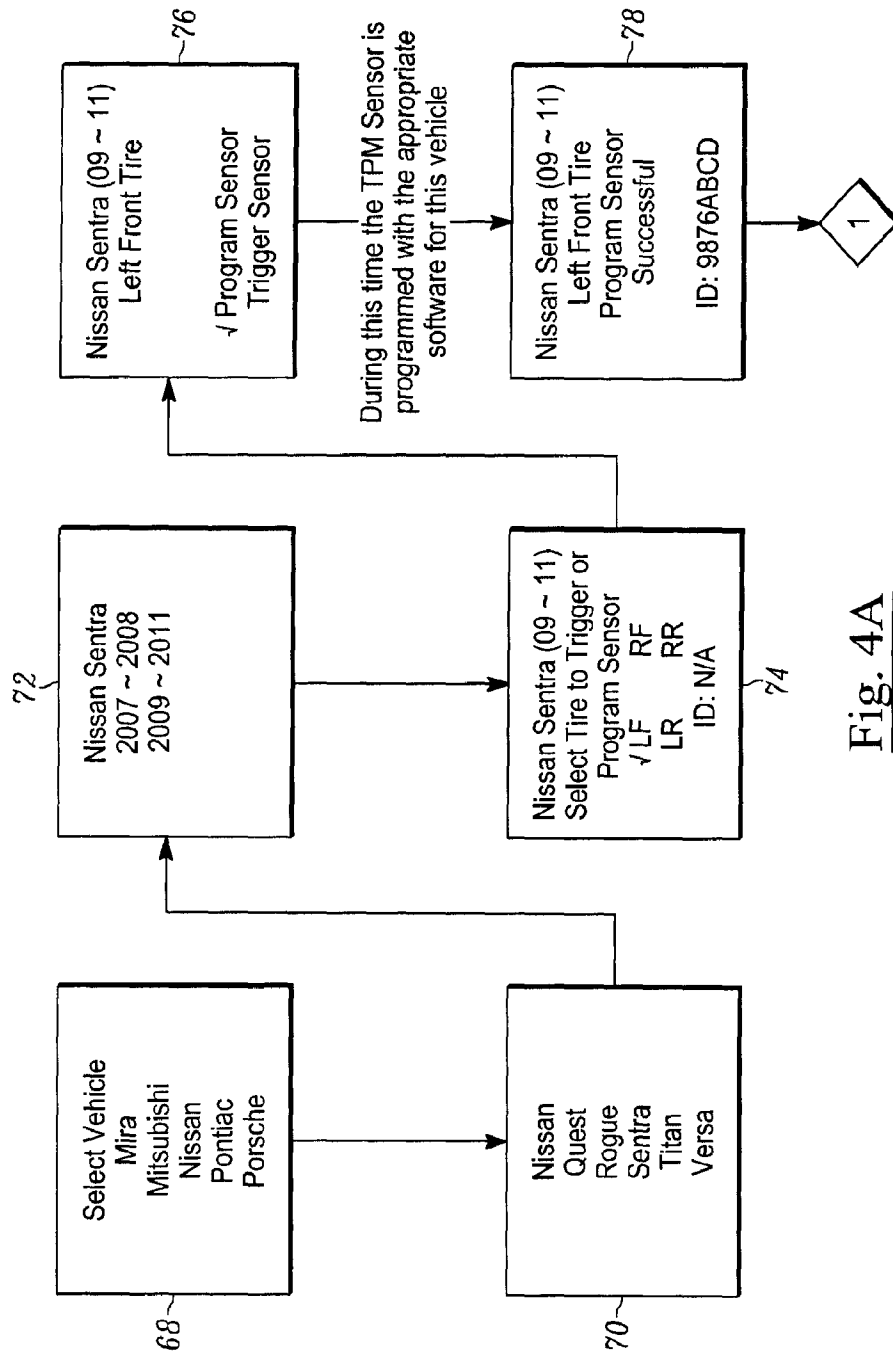 68
Select Vehicle
Mira
Mitsubishi
Nissan
Pontiac
Porsche
70
Nissan
Quest
Rogue
Sentra
Titan
Versa
72
Nissan Sentra
2007 ~ 2008
2009 ~ 2011
Nissan Sentra (09 ~ 11)
Select Tire to Trigger or
Program Sensor
√ LF RF
LR RR
ID: N/A
74
76
Nissan Sentra (09 ~ 11)
Left Front Tire
√ Program Sensor
Trigger Sensor
During this time the TPM Sensor is
programmed with the appropriate
software for this vehicle
78
Nissan Sentra (09 ~ 11)
Left Front Tire
Program Sensor
Successful
ID: 9876ABCD
1
Fig. 4A